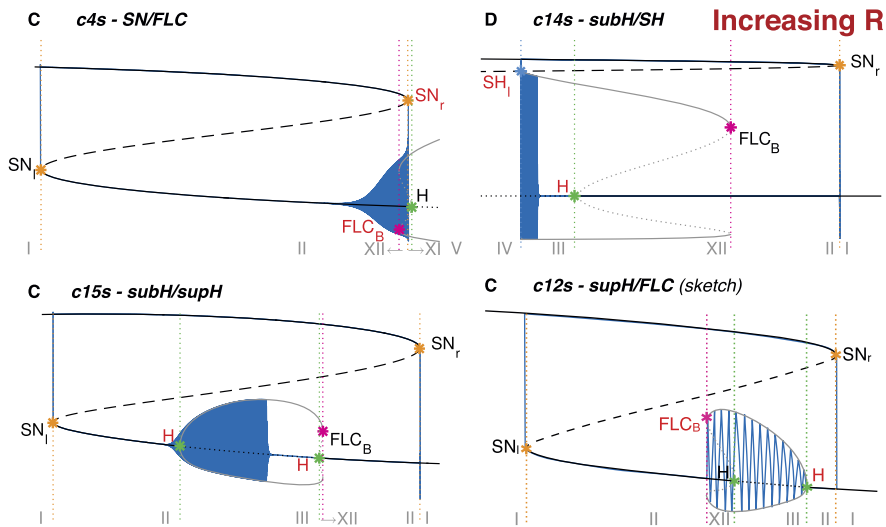 C c4s - SN/FLC
D c14s - subH/SH Increasing R
SNr
SNl
H
FLCB
I II XII XI V
SNr
SHl
FLCB
H
IV III XII II I
C c15s - subH/supH
SNr
SNl
H
FLCB
H
I II III XII II I
C c12s - supH/FLC (sketch)
SNr
FLCB
SNl
H
H
I II XII III II I